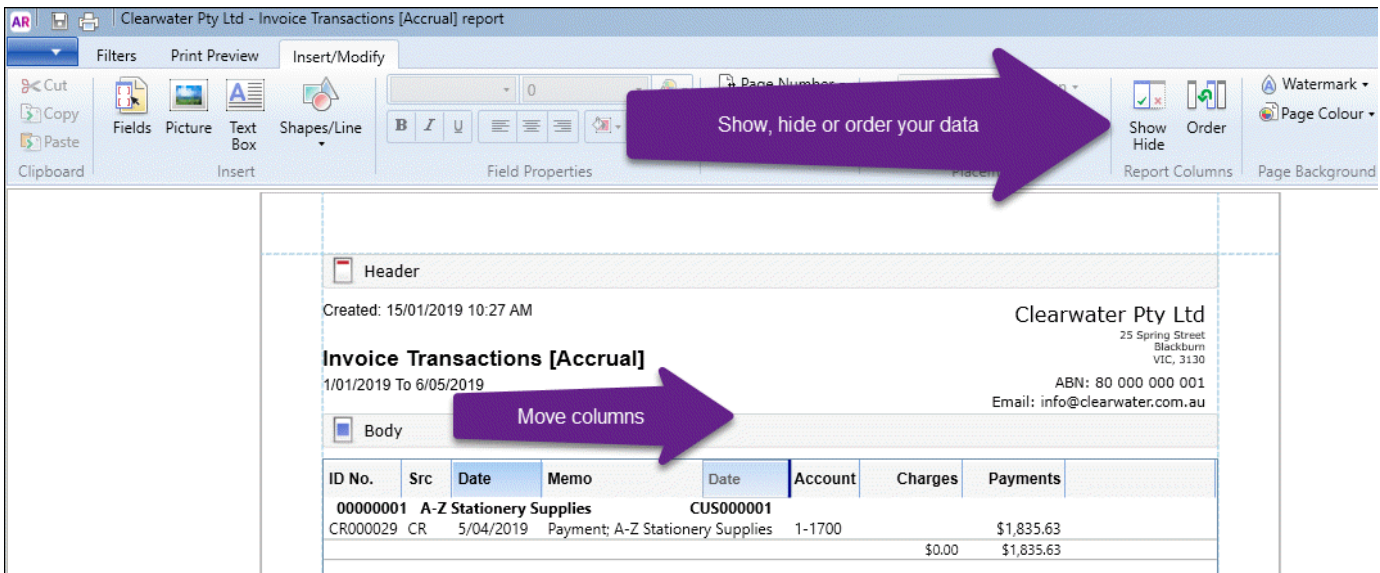 AR Clearwater Pty Ltd - Invoice Transactions [Accrual] report
Filters Print Preview Insert/Modify
Cut
Copy
Paste
Clipboard
Fields Picture Text Box Shapes/Line
Insert
0
B I U
Field Properties
Page Number
Show, hide or order your data
Show Hide Order
Report Columns
Watermark
Page Colour
Page Background
Header
Created: 15/01/2019 10:27 AM
Clearwater Pty Ltd
25 Spring Street
Blackburn
VIC, 3130
Invoice Transactions [Accrual]
1/01/2019 To 6/05/2019
ABN: 80 000 000 001
Email: info@clearwater.com.au
Move columns
Body
ID No. Src Date Memo Date Account Charges Payments
00000001 A-Z Stationery Supplies CUS000001
CR000029 CR 5/04/2019 Payment; A-Z Stationery Supplies 1-1700 $1,835.63
$0.00 $1,835.63